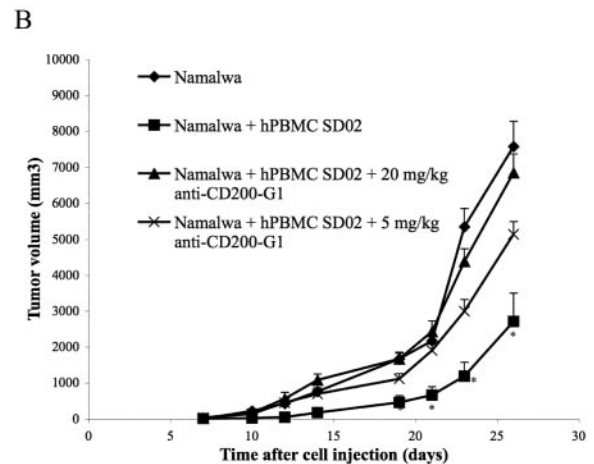 B
10000
9000
8000
7000
6000
5000
4000
3000
2000
1000
0
Tumor volume (mm3)
Namalwa
Namalwa + hPBMC SD02
Namalwa + hPBMC SD02 + 20 mg/kg
anti-CD200-G1
Namalwa + hPBMC SD02 + 5 mg/kg
anti-CD200-G1
* * * *
0 5 10 15 20 25 30
Time after cell injection (days)